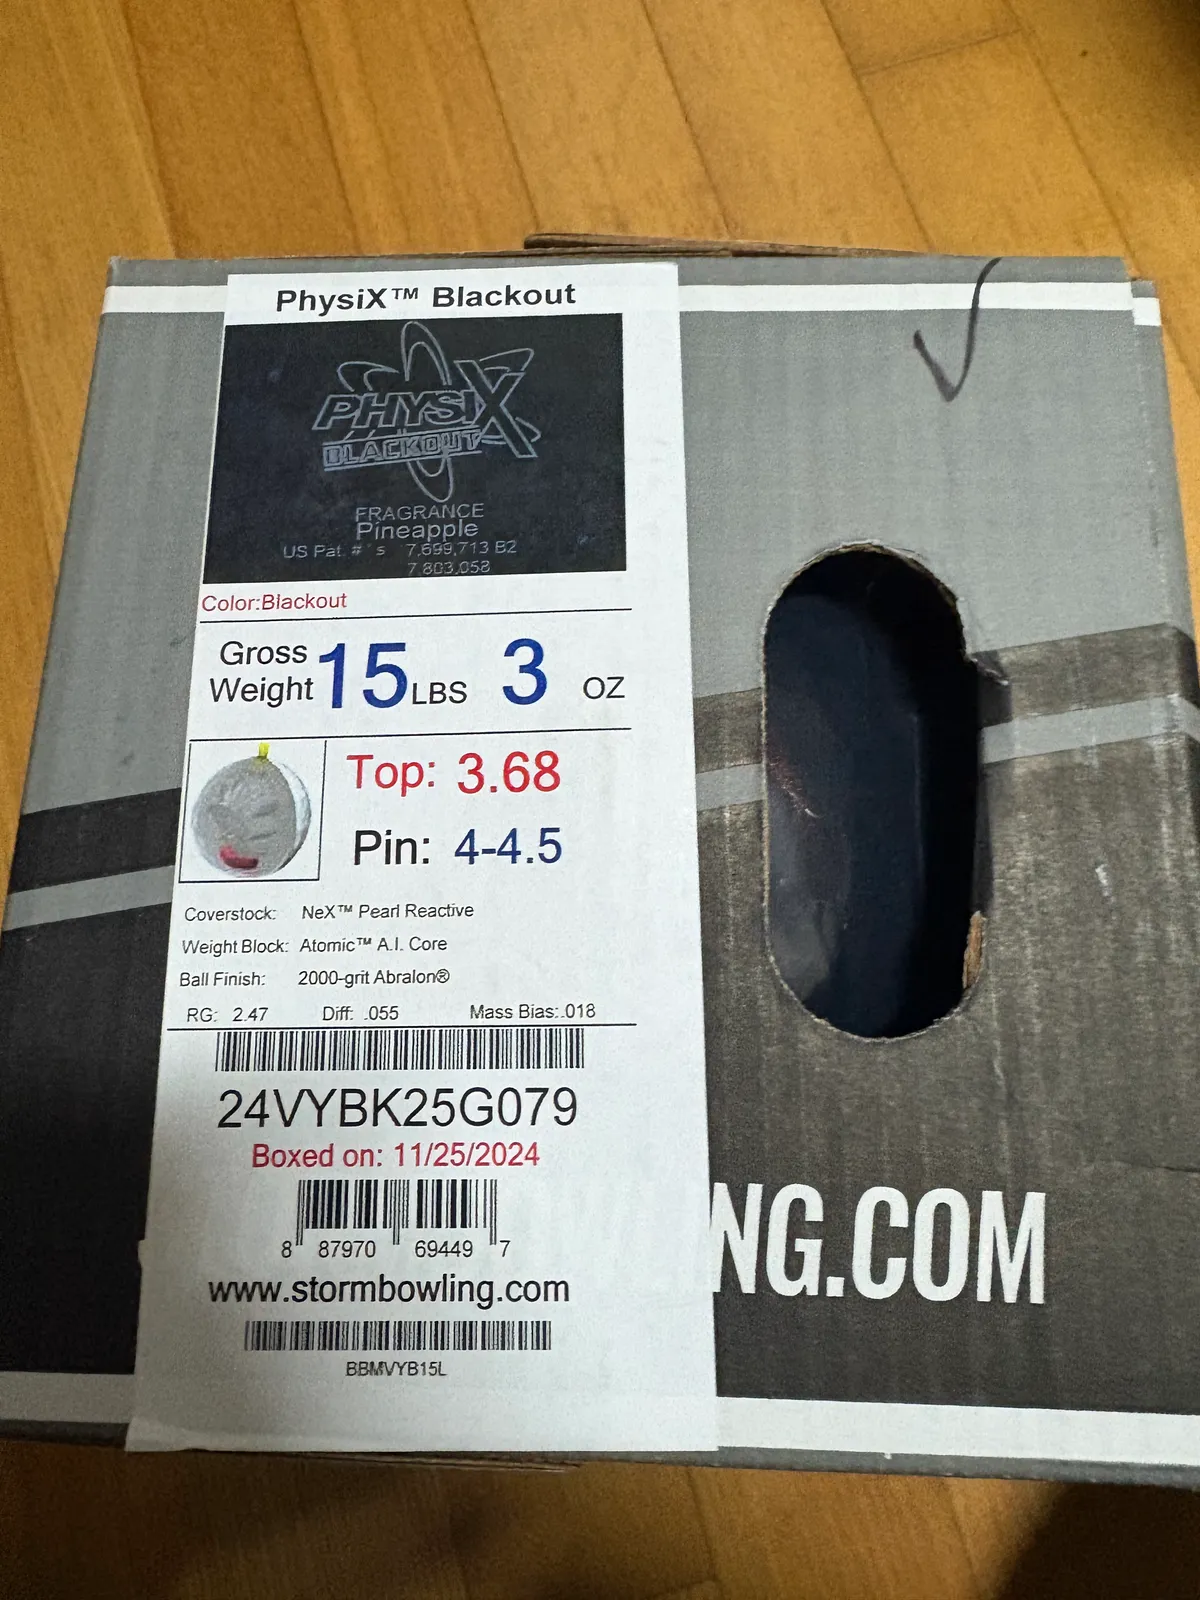 PhysiX™ Blackout
PHYSIX
BLACKOUT
FRAGRANCE
Pineapple
US Pat. #`s 7,699,713 B2
7,803,058
Color:Blackout
Gross Weight 15 LBS 3 OZ
Top: 3.68
Pin: 4-4.5
Coverstock: NeX™ Pearl Reactive
Weight Block: Atomic™ A.I. Core
Ball Finish: 2000-grit Abralon®
RG: 2.47 Diff: .055 Mass Bias:.018
24VYBK25G079
Boxed on: 11/25/2024
8 87970 69449 7
www.stormbowling.com
BBMVYB15L
NG.COM